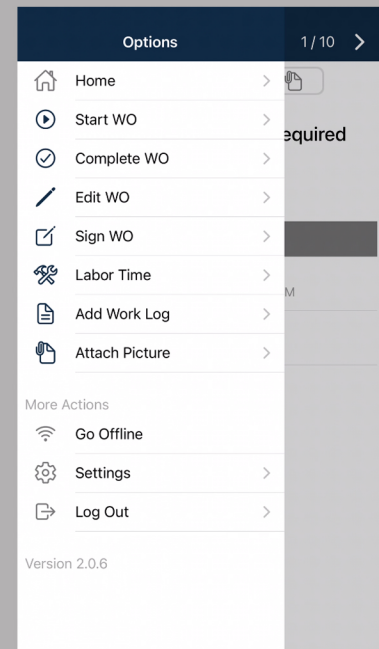 Options
1 / 10
Home
Start WO
equired
Complete WO
Edit WO
Sign WO
Labor Time
M
Add Work Log
Attach Picture
More Actions
Go Offline
Settings
Log Out
Version 2.0.6